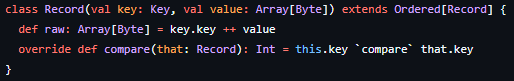 class Record(val key: Key, val value: Array[Byte]) extends Ordered[Record] {
  def raw: Array[Byte] = key.key ++ value
  override def compare(that: Record): Int = this.key `compare` that.key
}